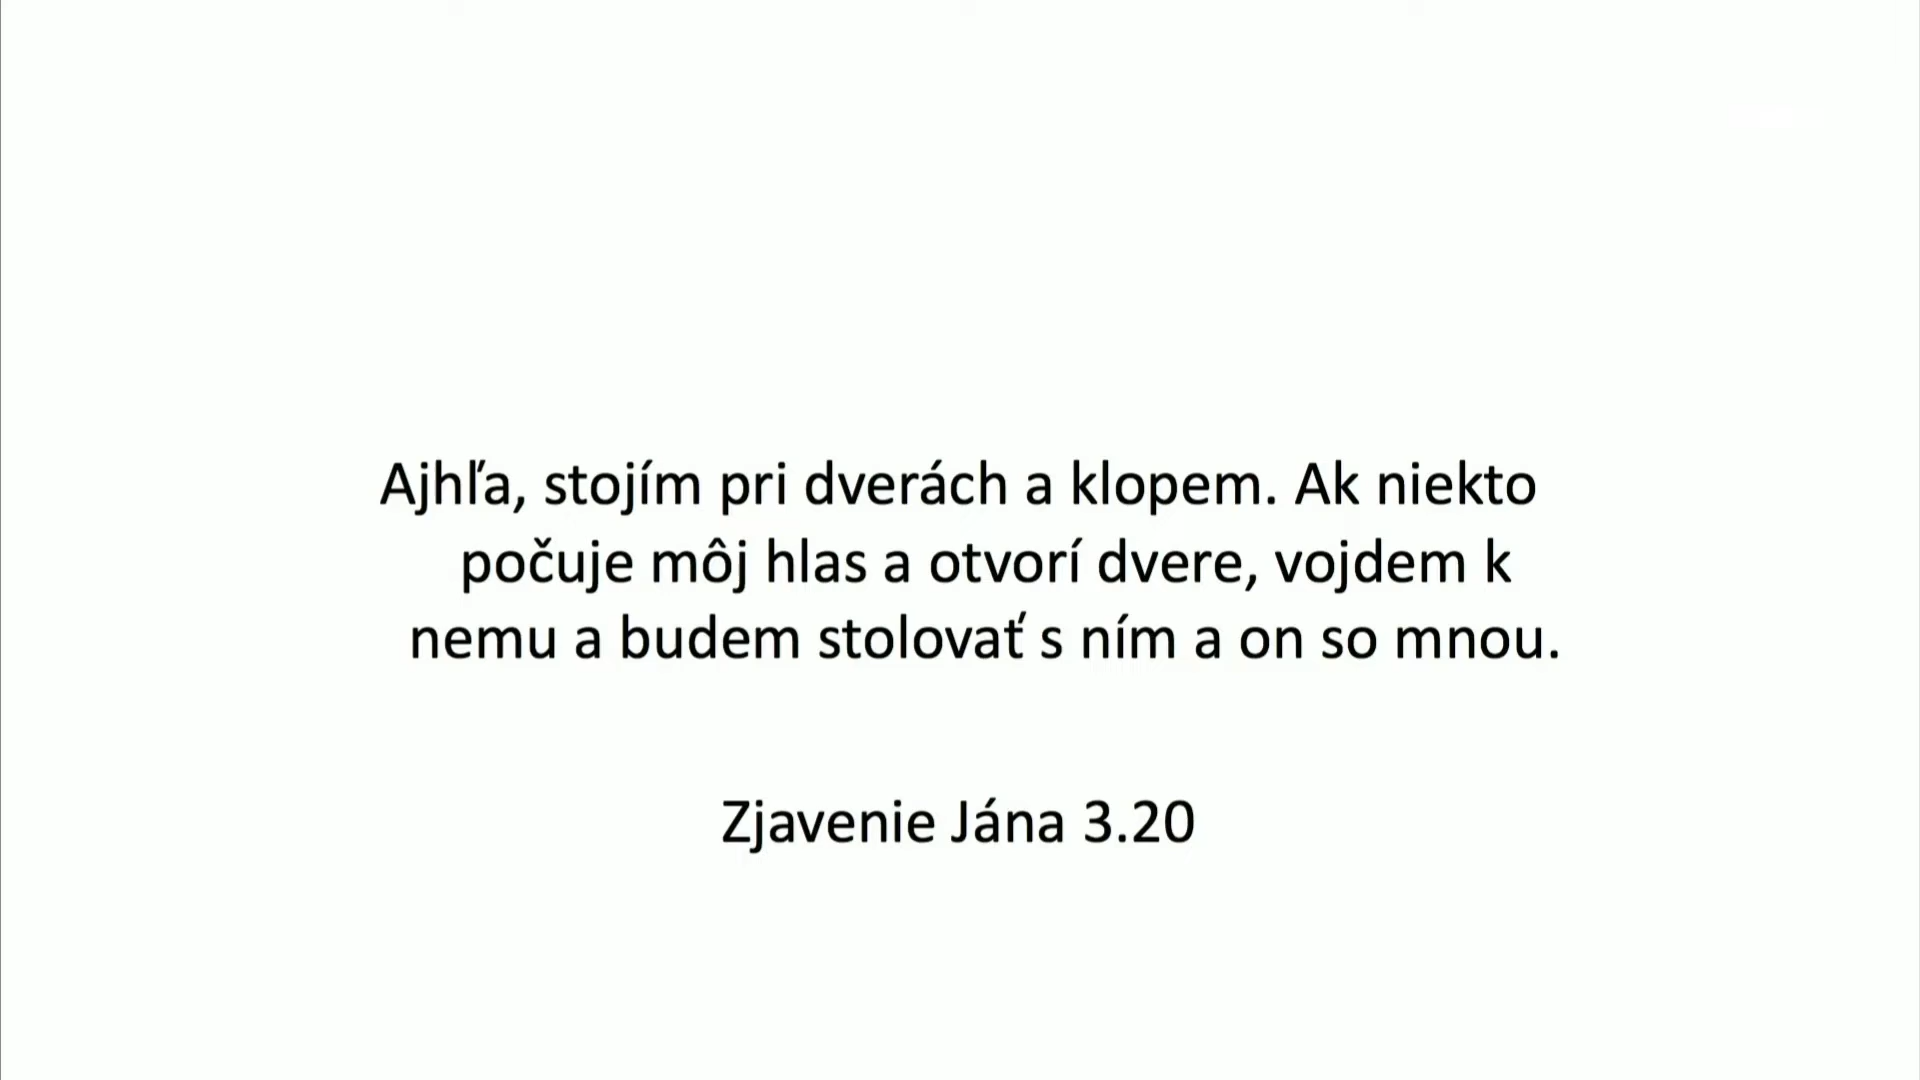 Ajhľa, stojím pri dverách a klopem. Ak niekto
počuje môj hlas a otvorí dvere, vojdem k
nemu a budem stolovať s ním a on so mnou.
Zjavenie Jána 3.20